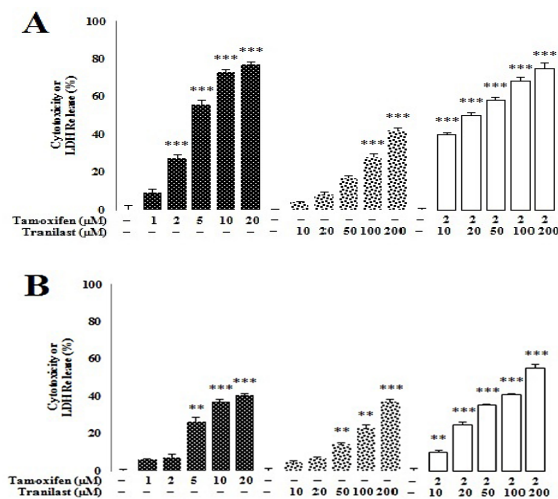 A
100
80
60
40
20
0
Cytotoxicity or
LDH Release (%)
*** *** *** ***
*** ***
*** *** *** *** ***
Tamoxifen (μM) – 1 2 5 10 20 – – – – – – – 2 2 2 2 2
Tranilast (μM) – – – – – – – 10 20 50 100 200 – 10 20 50 100 200
B
100
80
60
40
20
0
Cytotoxicity or
LDH Release (%)
** *** ***
** ** ***
** *** *** *** ***
Tamoxifen (μM) – 1 2 5 10 20 – – – – – – – 2 2 2 2 2
Tranilast (μM) – – – – – – – 10 20 50 100 200 – 10 20 50 100 200